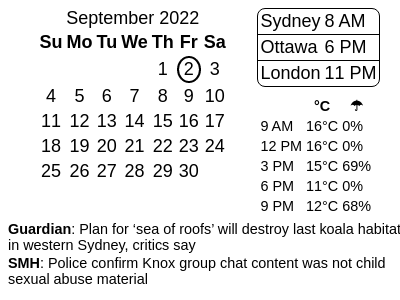 September 2022
Su Mo Tu We Th Fr Sa
1 2 3
4 5 6 7 8 9 10
11 12 13 14 15 16 17
18 19 20 21 22 23 24
25 26 27 28 29 30
Sydney 8 AM
Ottawa 6 PM
London 11 PM
°C ☂
9 AM 16°C 0%
12 PM 16°C 0%
3 PM 15°C 69%
6 PM 11°C 0%
9 PM 12°C 68%
Guardian: Plan for ‘sea of roofs’ will destroy last koala habitat
in western Sydney, critics say
SMH: Police confirm Knox group chat content was not child
sexual abuse material